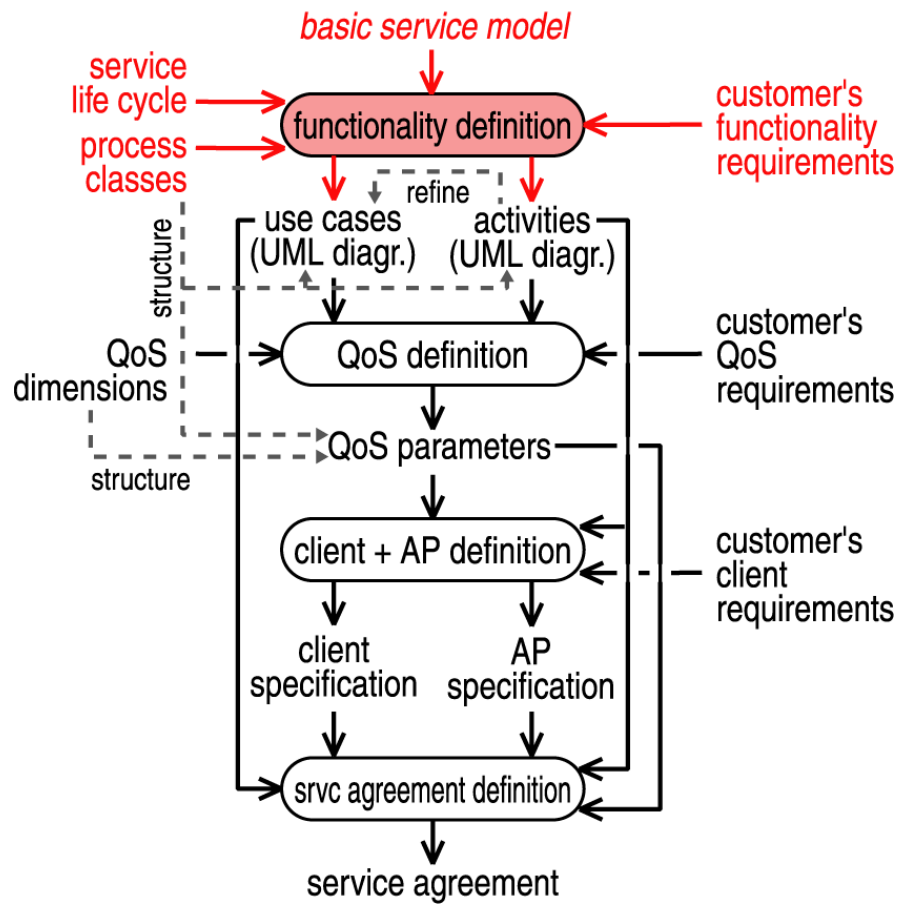 basic service model
service
life cycle
functionality definition
customer's
functionality
requirements
process
classes
refine
structure
use cases
(UML diagr.)
activities
(UML diagr.)
QoS
dimensions
QoS definition
customer's
QoS
requirements
QoS parameters
structure
client + AP definition
customer's
client
requirements
client
specification
AP
specification
srvc agreement definition
service agreement